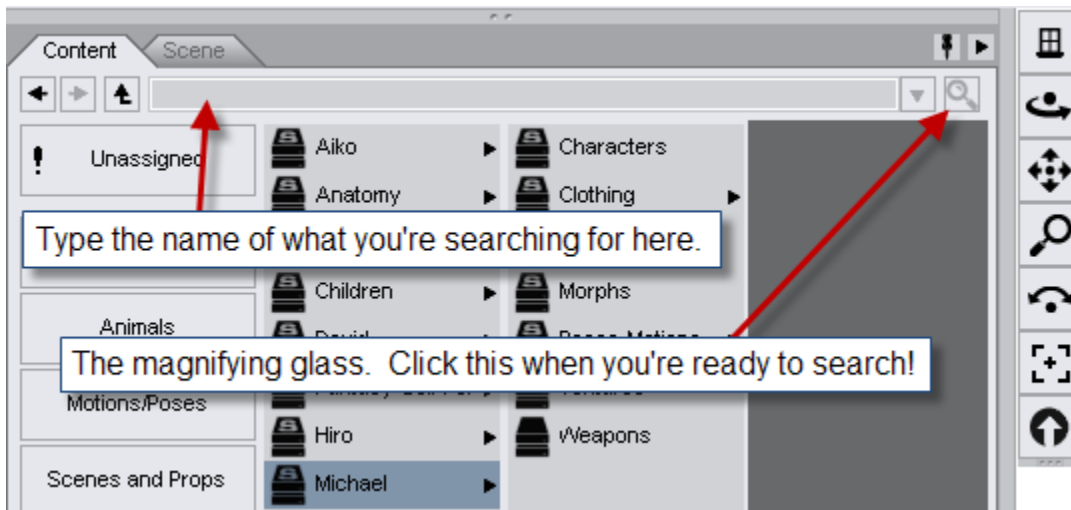 Content Scene
Unassigned
Aiko
Characters
Anatomy
Clothing
Type the name of what you're searching for here.
Children
Morphs
Animals
The magnifying glass. Click this when you're ready to search!
Motions/Poses
Hiro
Weapons
Scenes and Props
Michael